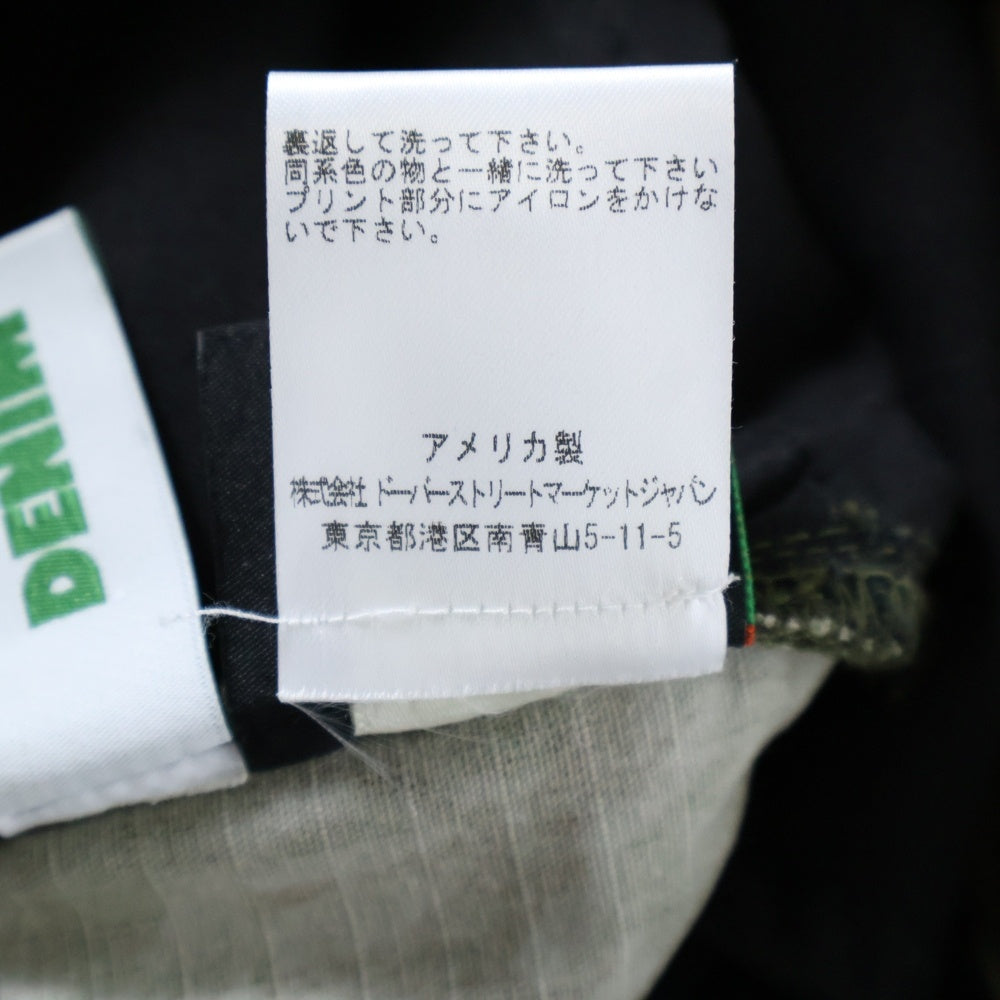 裏返して洗って下さい。
同系色の物と一緒に洗って下さい
プリント部分にアイロンをかけな
いで下さい。
アメリカ製
株式会社 ドーバーストリートマーケットジャパン
東京都港区南青山5-11-5
DENIM